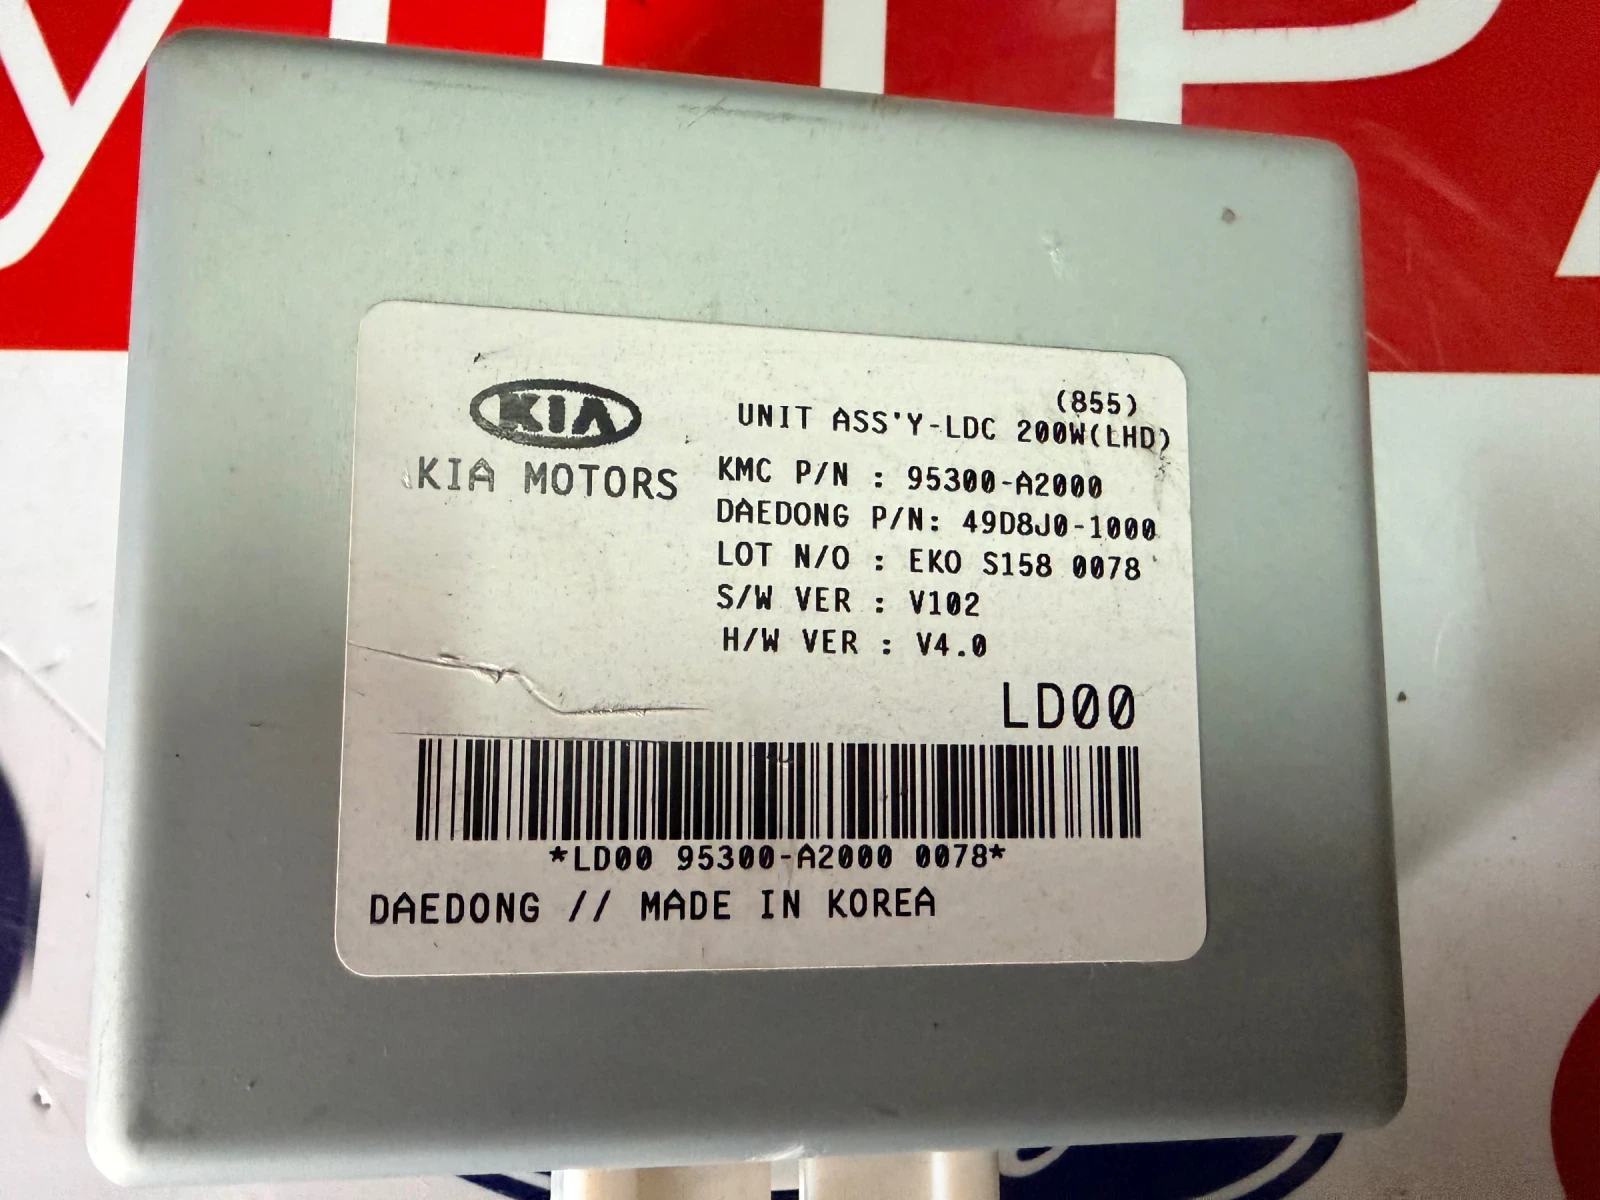 KIA
KIA MOTORS
(855)
UNIT ASS'Y-LDC 200W(LHD)
KMC P/N : 95300-A2000
DAEDONG P/N: 49D8J0-1000
LOT N/O : EKO S158 0078
S/W VER : V102
H/W VER : V4.0
LD00
*LD00 95300-A2000 0078*
DAEDONG // MADE IN KOREA